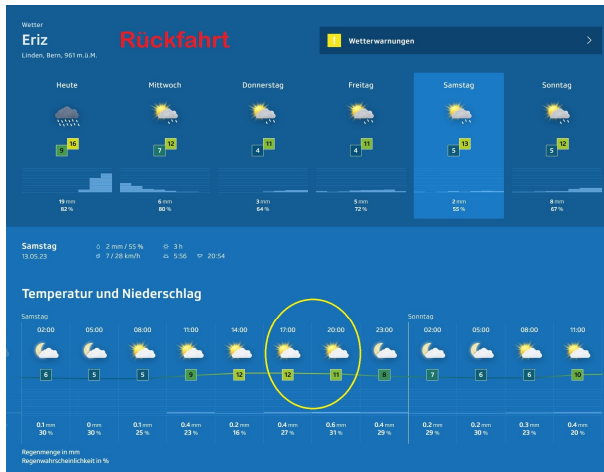 Wetter
Eriz
Rückfahrt
Wetterwarnungen
Linden, Bern, 961 m.ü.M.
Heute Mittwoch Donnerstag Freitag Samstag Sonntag
9 16 7 12 4 11 4 11 5 13 5 12
19 mm 6 mm 3 mm 5 mm 2 mm 8 mm
82 % 80 % 64 % 72 % 55 % 67 %
Samstag 2 mm / 55 % 3 h
13.05.23 7 / 28 km/h 5:56 20:54
Temperatur und Niederschlag
Samstag Sonntag
02:00 05:00 08:00 11:00 14:00 17:00 20:00 23:00 02:00 05:00 08:00 11:00
6 5 5 9 12 12 11 8 7 6 6 10
0.1 mm 0 mm 0.1 mm 0.4 mm 0.2 mm 0.4 mm 0.6 mm 0.4 mm 0.2 mm 0.2 mm 0.3 mm 0.4 mm
30 % 30 % 25 % 23 % 16 % 27 % 31 % 29 % 29 % 30 % 23 % 20 %
Regenmenge in mm
Regenwahrscheinlichkeit in %